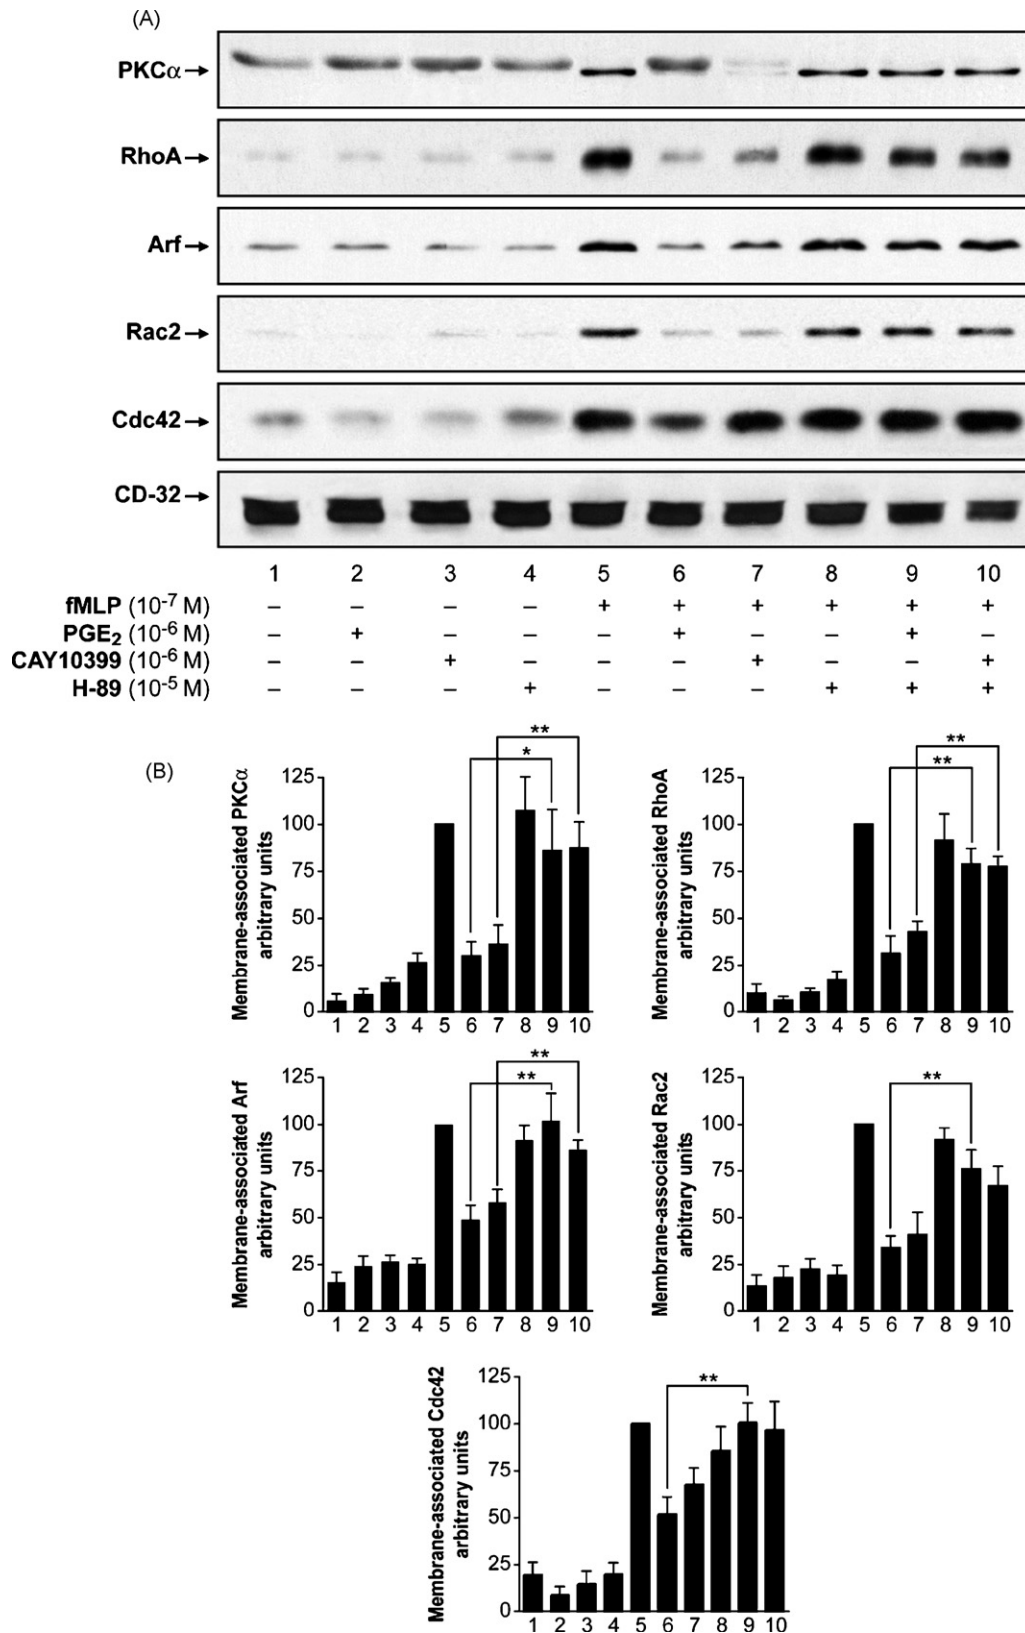 (A)
PKCα→
RhoA→
Arf→
Rac2→
Cdc42→
CD-32→
1 2 3 4 5 6 7 8 9 10
fMLP (10⁻⁷ M) – – – – + + + + + +
PGE₂ (10⁻⁶ M) – + – – – + – – + –
CAY10399 (10⁻⁶ M) – – + – – – + – – +
H-89 (10⁻⁵ M) – – – + – – – + + +
(B)
Membrane-associated PKCα
arbitrary units
125
100
75
50
25
0
**
*
1 2 3 4 5 6 7 8 9 10
Membrane-associated RhoA
arbitrary units
125
100
75
50
25
0
**
**
1 2 3 4 5 6 7 8 9 10
Membrane-associated Arf
arbitrary units
125
100
75
50
25
0
**
**
1 2 3 4 5 6 7 8 9 10
Membrane-associated Rac2
arbitrary units
125
100
75
50
25
0
**
1 2 3 4 5 6 7 8 9 10
Membrane-associated Cdc42
arbitrary units
125
100
75
50
25
0
**
1 2 3 4 5 6 7 8 9 10